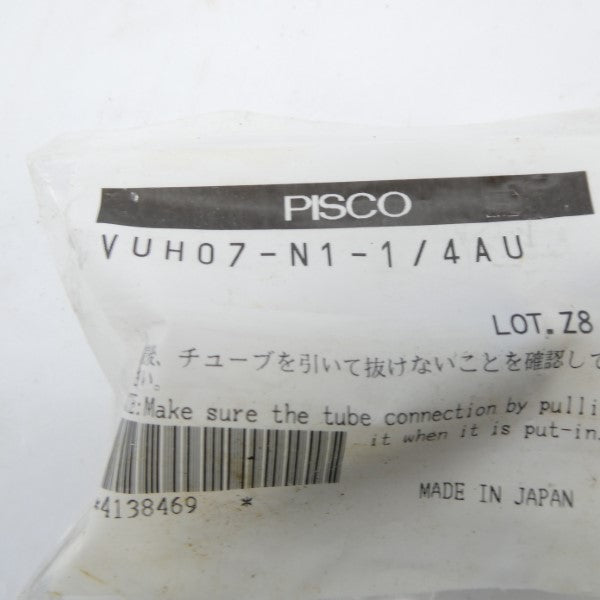 PISCO
VUH07-N1-1/4AU
LOT.Z8
チューブを引いて抜けないことを確認して
い。
:Make sure the tube connection by pulli
it when it is put-in.
*4138469 *
MADE IN JAPAN